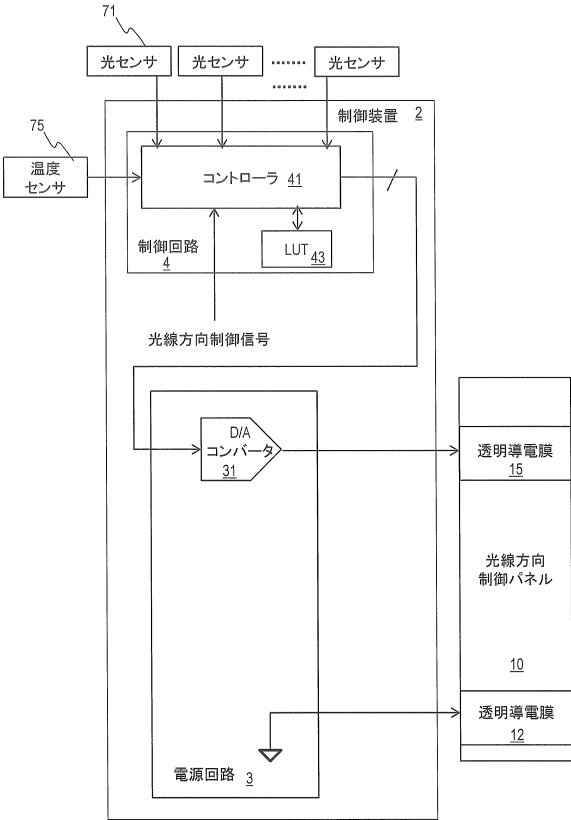 71
光センサ 光センサ ……. 光センサ
…….
制御装置 2
75
温度
センサ
コントローラ 41
制御回路
4
LUT 43
光線方向制御信号
D/A
コンバータ
31
透明導電膜
15
光線方向
制御パネル
10
透明導電膜
12
電源回路 3